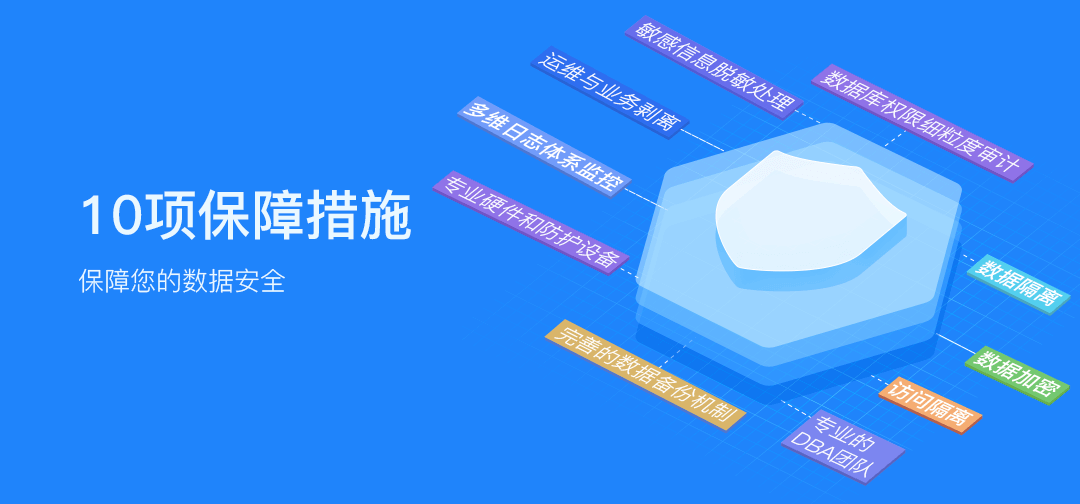 10项保障措施
保障您的数据安全
敏感信息脱敏处理
运维与业务剥离
多维日志体系监控
专业硬件和防护设备
数据库权限细粒度审计
数据隔离
数据加密
访问隔离
完善的数据备份机制
专业的
DBA团队